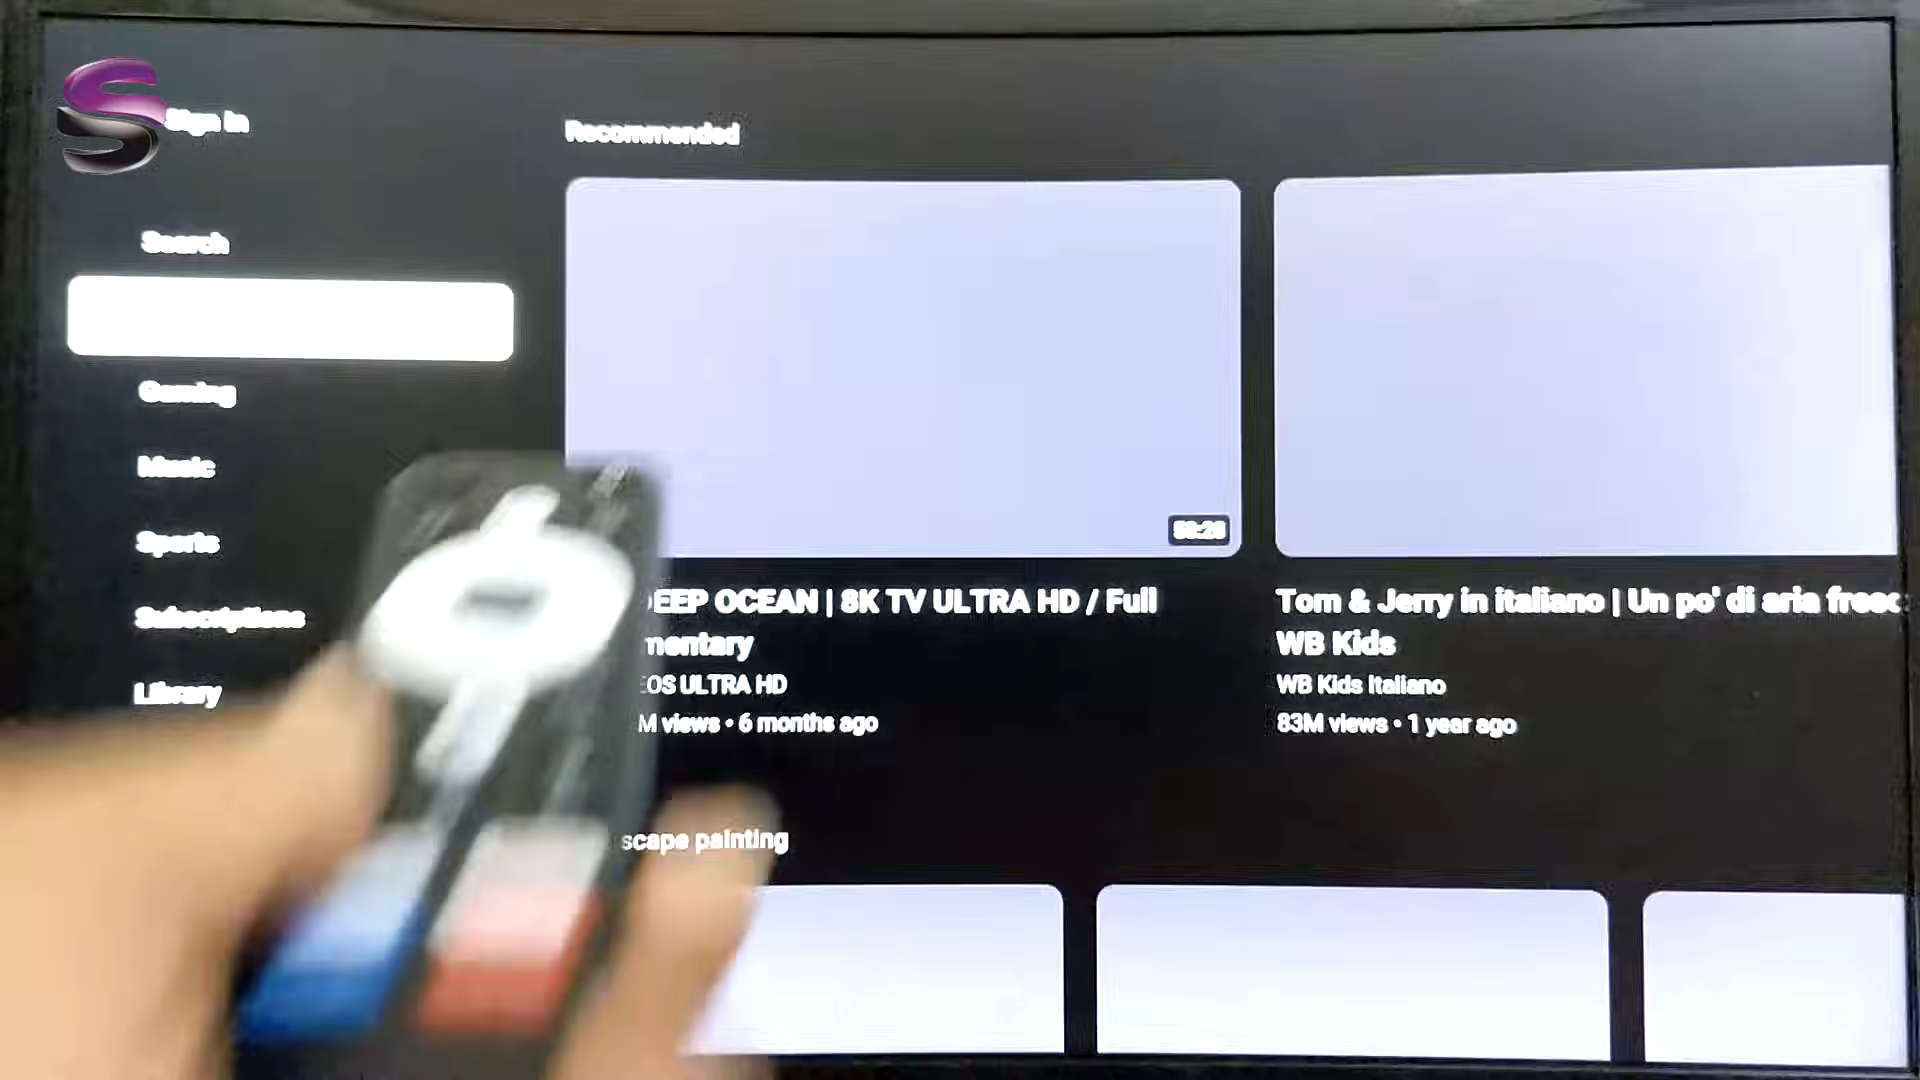 Sign in
Search
Gaming
Music
Sports
Subscriptions
Library
Recommended
EEP OCEAN | 8K TV ULTRA HD / Full
mentary
EOS ULTRA HD
M views • 6 months ago
Tom & Jerry in italiano | Un po' di aria
WB Kids
WB Kids Italiano
83M views • 1 year ago
scape painting